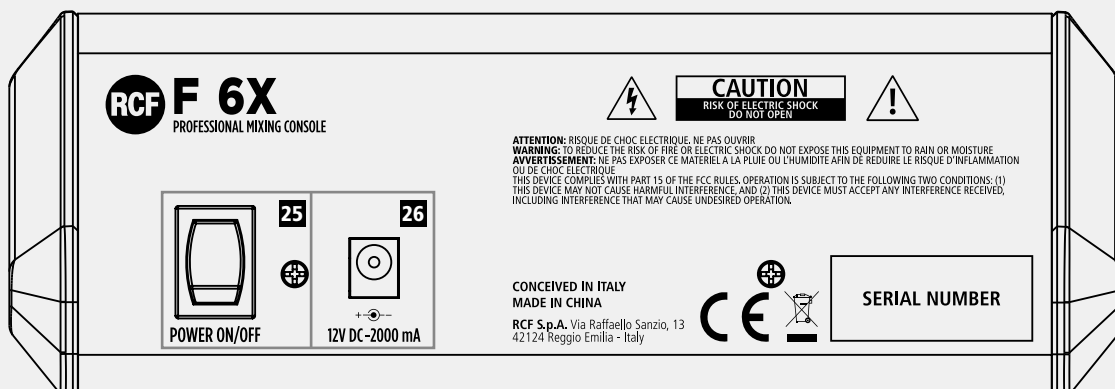 RCF F 6X
PROFESSIONAL MIXING CONSOLE
CAUTION
RISK OF ELECTRIC SHOCK
DO NOT OPEN
ATTENTION: RISQUE DE CHOC ELECTRIQUE. NE PAS OUVRIR
WARNING: TO REDUCE THE RISK OF FIRE OR ELECTRIC SHOCK DO NOT EXPOSE THIS EQUIPMENT TO RAIN OR MOISTURE
AVVERTISSEMENT: NE PAS EXPOSER CE MATERIEL A LA PLUIE OU L'HUMIDITE AFIN DE REDUIRE LE RISQUE D'INFLAMMATION
OU DE CHOC ELECTRIQUE
THIS DEVICE COMPLIES WITH PART 15 OF THE FCC RULES. OPERATION IS SUBJECT TO THE FOLLOWING TWO CONDITIONS: (1)
THIS DEVICE MAY NOT CAUSE HARMFUL INTERFERENCE, AND (2) THIS DEVICE MUST ACCEPT ANY INTERFERENCE RECEIVED,
INCLUDING INTERFERENCE THAT MAY CAUSE UNDESIRED OPERATION.
25
26
POWER ON/OFF
12V DC-2000 mA
CONCEIVED IN ITALY
MADE IN CHINA
RCF S.p.A. Via Raffaello Sanzio, 13
42124 Reggio Emilia - Italy
CE
SERIAL NUMBER